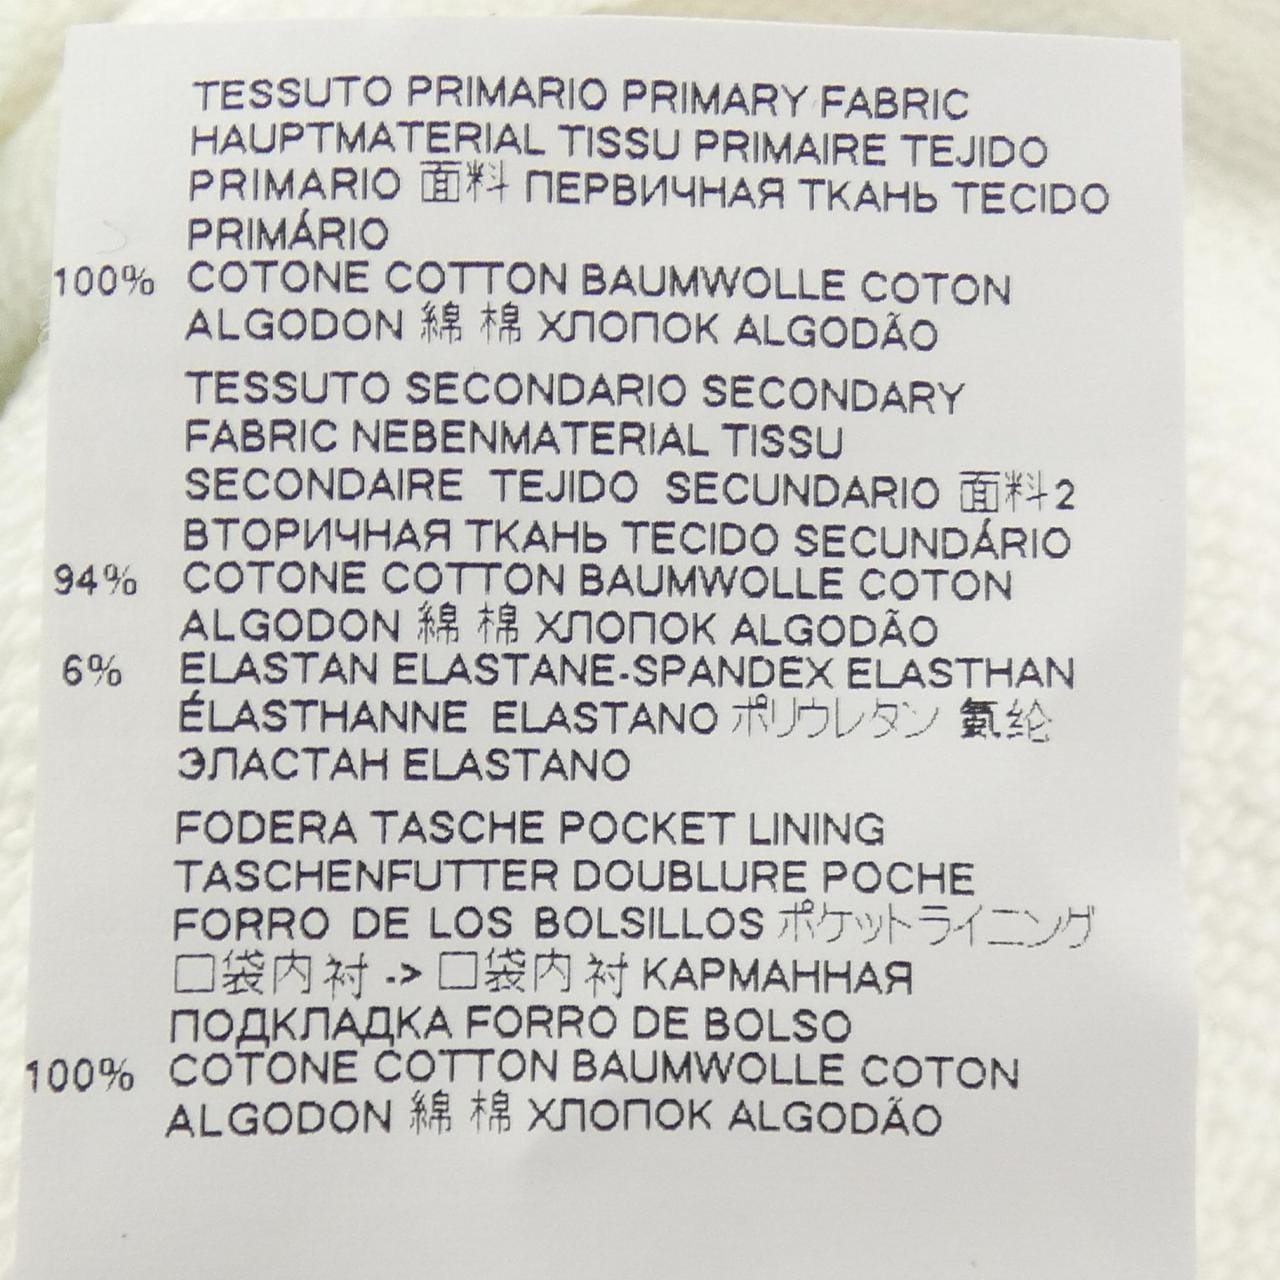 TESSUTO PRIMARIO PRIMARY FABRIC
HAUPTMATERIAL TISSU PRIMAIRE TEJIDO
PRIMARIO 面料 ПЕРВИЧНАЯ ТКАНЬ TECIDO
PRIMÁRIO
100% COTONE COTTON BAUMWOLLE COTON
ALGODON 綿 棉 ХЛОПОК ALGODÃO
TESSUTO SECONDARIO SECONDARY
FABRIC NEBENMATERIAL TISSU
SECONDAIRE TEJIDO SECUNDARIO 面料2
ВТОРИЧНАЯ ТКАНЬ TECIDO SECUNDÁRIO
94% COTONE COTTON BAUMWOLLE COTON
ALGODON 綿 棉 ХЛОПОК ALGODÃO
6% ELASTAN ELASTANE-SPANDEX ELASTHAN
ÉLASTHANNE ELASTANO ポリウレタン 氨纶
ЭЛАСТАН ELASTANO
FODERA TASCHE POCKET LINING
TASCHENFUTTER DOUBLURE POCHE
FORRO DE LOS BOLSILLOS ポケットライニング
口袋内衬 -> 口袋内衬 КАРМАННАЯ
ПОДКЛАДКА FORRO DE BOLSO
100% COTONE COTTON BAUMWOLLE COTON
ALGODON 綿 棉 ХЛОПОК ALGODÃO